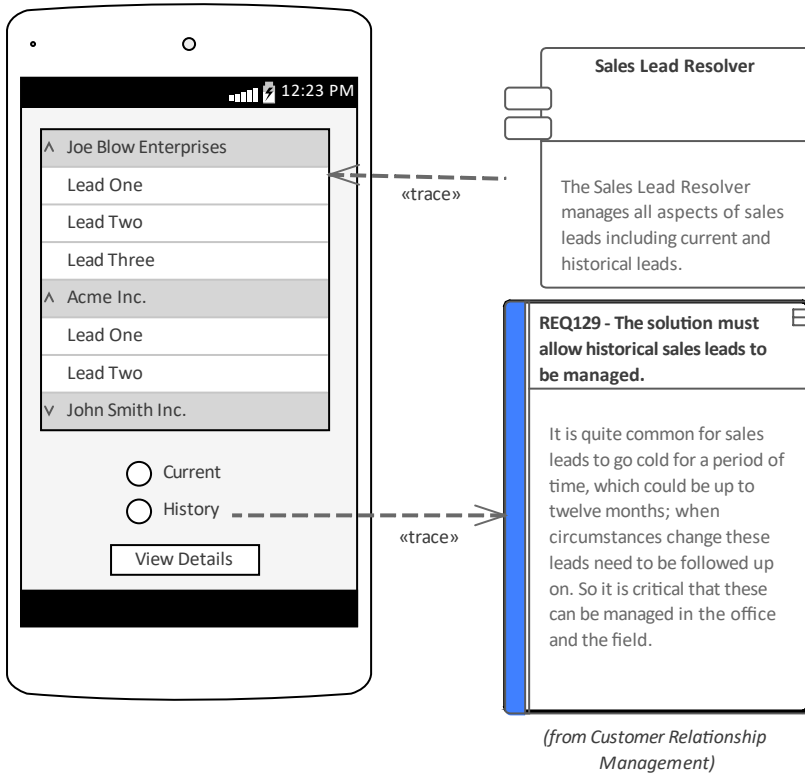 12:23 PM
Joe Blow Enterprises
Lead One
Lead Two
Lead Three
Acme Inc.
Lead One
Lead Two
John Smith Inc.
Current
History
View Details
«trace»
«trace»
Sales Lead Resolver
The Sales Lead Resolver
manages all aspects of sales
leads including current and
historical leads.
REQ129 - The solution must
allow historical sales leads to
be managed.
It is quite common for sales
leads to go cold for a period of
time, which could be up to
twelve months; when
circumstances change these
leads need to be followed up
on. So it is critical that these
can be managed in the office
and the field.
(from Customer Relationship
Management)